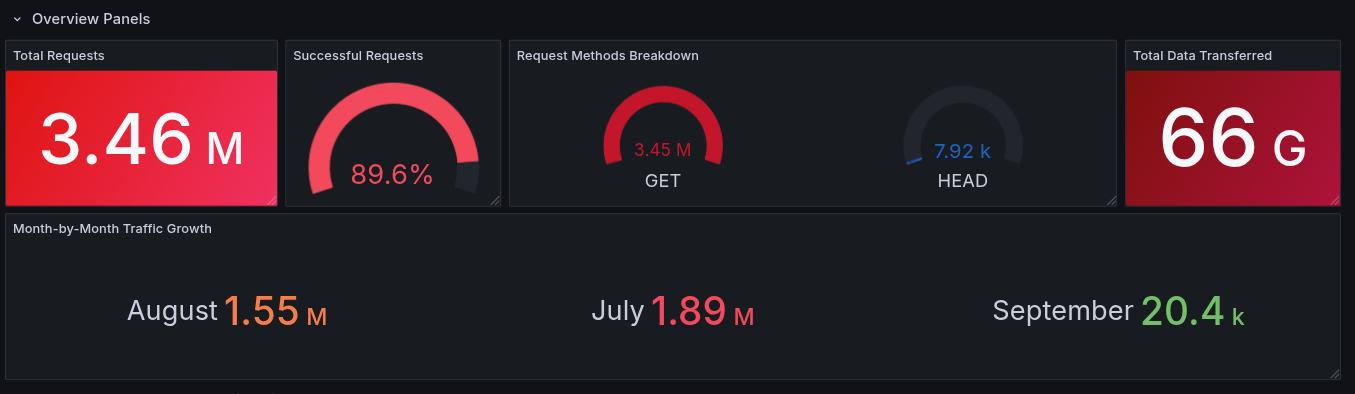 Overview Panels
Total Requests
3.46 M
Successful Requests
89.6%
Request Methods Breakdown
3.45 M
GET
7.92 k
HEAD
Total Data Transferred
66 G
Month-by-Month Traffic Growth
August 1.55 M
July 1.89 M
September 20.4 k